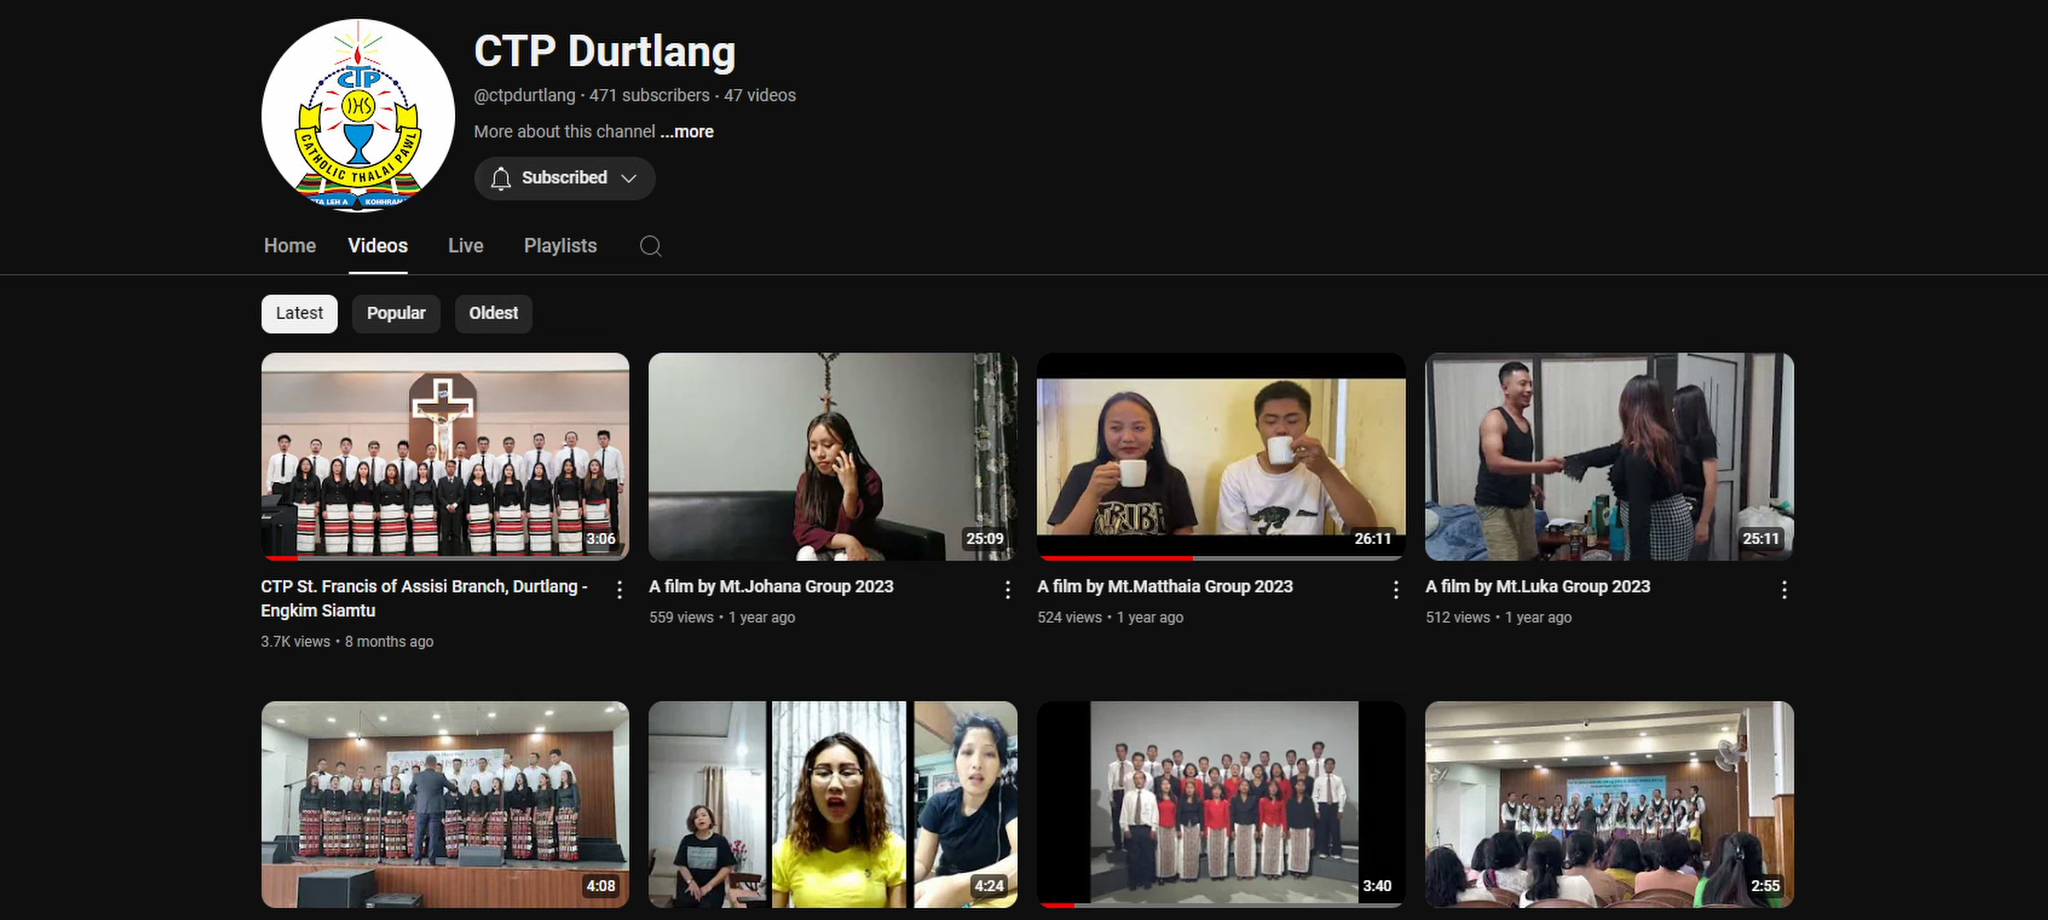 CTP
IHS
CATHOLIC THALAI PAWL
TA LEH A KOHHRAN
CTP Durtlang
@ctpdurtlang · 471 subscribers · 47 videos
More about this channel ...more
Subscribed
Home Videos Live Playlists
Latest Popular Oldest
3:06 25:09 26:11 25:11
TRIBE
CTP St. Francis of Assisi Branch, Durtlang -
Engkim Siamtu
3.7K views • 8 months ago
A film by Mt.Johana Group 2023
559 views • 1 year ago
A film by Mt.Matthaia Group 2023
524 views • 1 year ago
A film by Mt.Luka Group 2023
512 views • 1 year ago
4:08 4:24 3:40 2:55